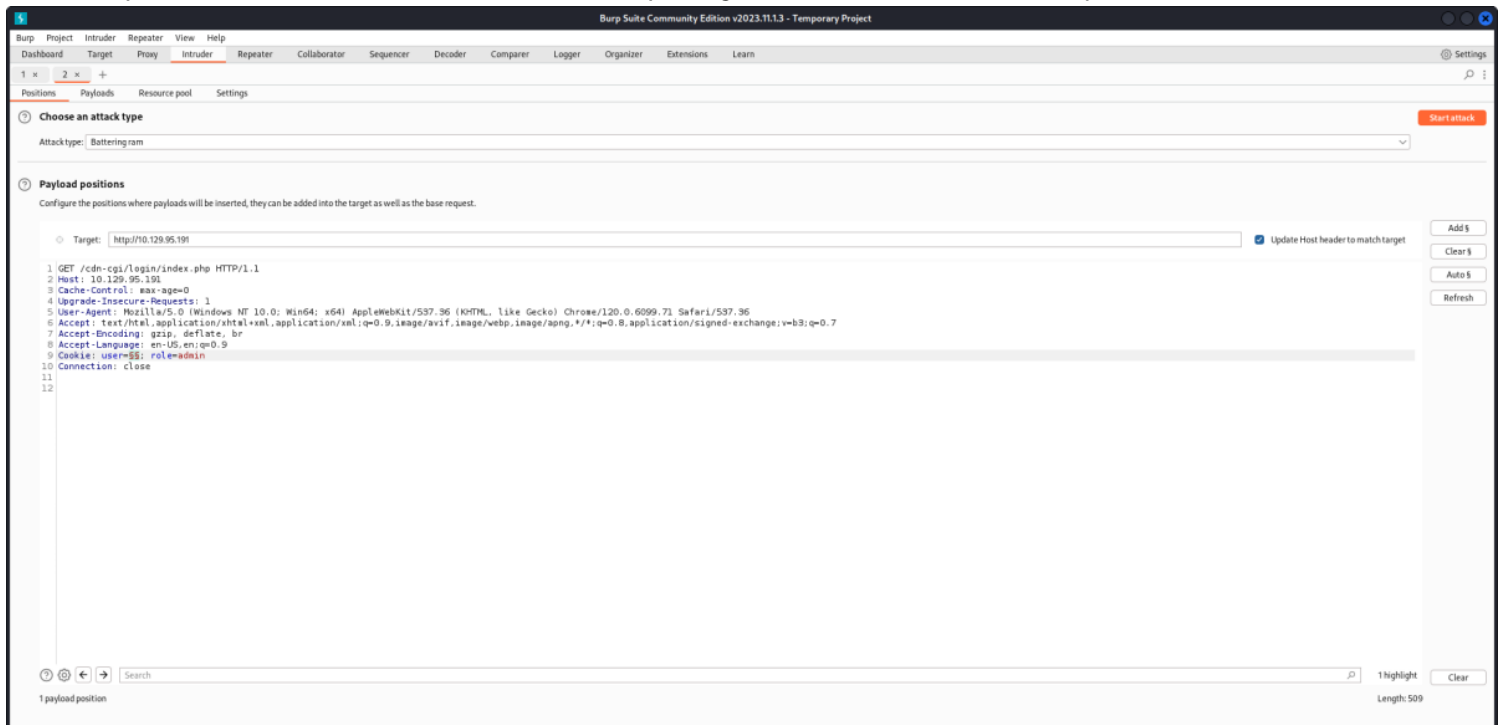 Burp Suite Community Edition v2023.11.1.3 - Temporary Project
Burp Project Intruder Repeater View Help
Dashboard Target Proxy Intruder Repeater Collaborator Sequencer Decoder Comparer Logger Organizer Extensions Learn Settings
1 × 2 × +
Positions Payloads Resource pool Settings
Choose an attack type
Start attack
Attack type: Battering ram
Payload positions
Configure the positions where payloads will be inserted, they can be added into the target as well as the base request.
Add §
Target: http://10.129.95.191 Update Host header to match target
Clear §
1 GET /cdn-cgi/login/index.php HTTP/1.1
2 Host: 10.129.95.191
Auto §
3 Cache-Control: max-age=0
4 Upgrade-Insecure-Requests: 1
Refresh
5 User-Agent: Mozilla/5.0 (Windows NT 10.0; Win64; x64) AppleWebKit/537.36 (KHTML, like Gecko) Chrome/120.0.6099.71 Safari/537.36
6 Accept: text/html,application/xhtml+xml,application/xml;q=0.9,image/avif,image/webp,image/apng,*/*;q=0.8,application/signed-exchange;v=b3;q=0.7
7 Accept-Encoding: gzip, deflate, br
8 Accept-Language: en-US,en;q=0.9
9 Cookie: user=§§; role=admin
10 Connection: close
11
12
Search 1 highlight Clear
1 payload position Length: 509